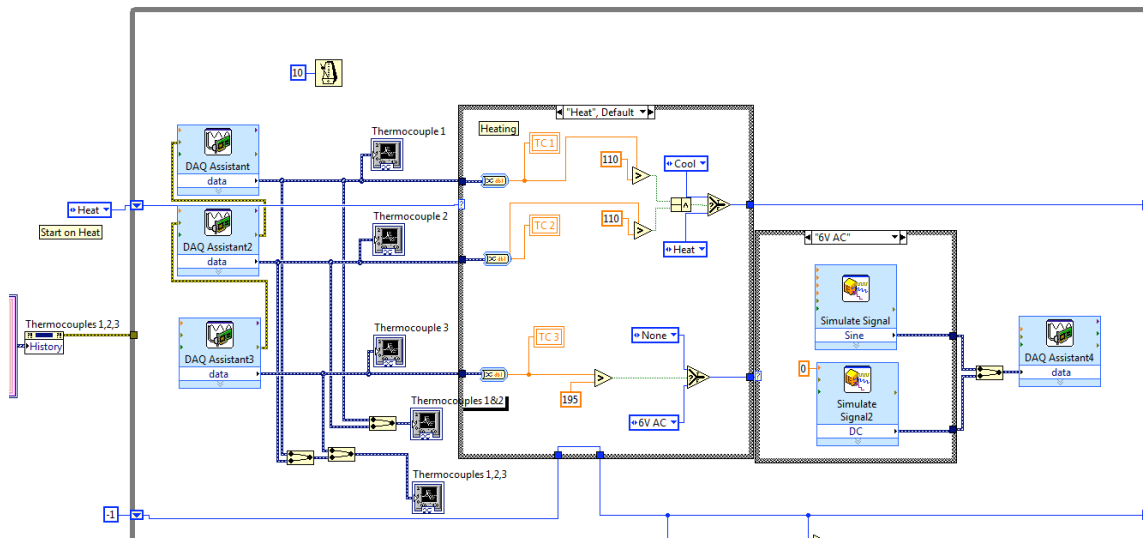 "Heat", Default
10
Thermocouple 1
Heating
TC 1
DAQ Assistant
data
110
Cool
Heat
Thermocouple 2
110
TC 2
Start on Heat
DAQ Assistant2
data
Heat
"6V AC"
Thermocouples 1,2,3
History
Thermocouple 3
None
TC 3
Simulate Signal
Sine
DAQ Assistant3
data
DAQ Assistant4
data
195
0
Thermocouples 1&2
6V AC
Simulate
Signal2
DC
Thermocouples 1,2,3
-1